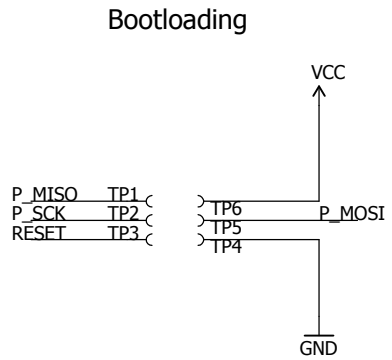 Bootloading
VCC
P_MISO TP1
TP6
P_SCK TP2
P_MOSI
TP5
RESET TP3
TP4
GND